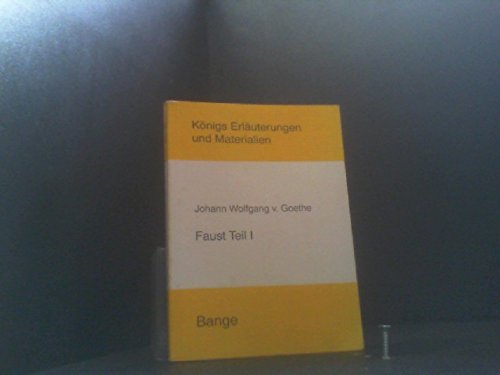 Königs Erläuterungen
und Materialien
Johann Wolfgang v. Goethe
Faust Teil I
Bange